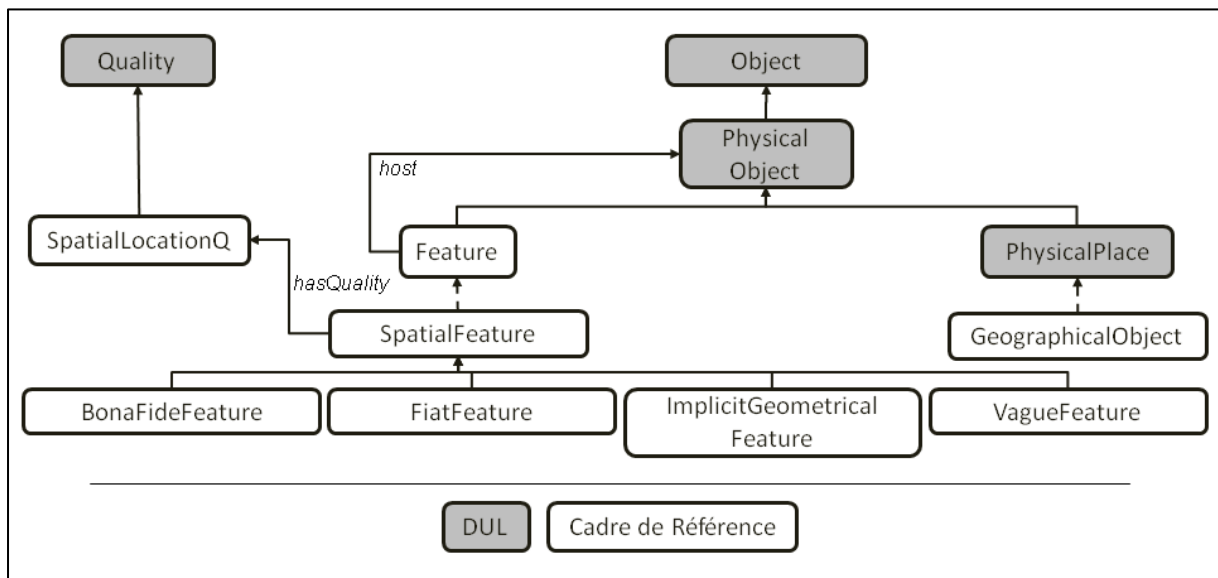 Quality
Object
Physical
Object
host
SpatialLocationQ
Feature
PhysicalPlace
hasQuality
SpatialFeature
GeographicalObject
BonaFideFeature
FiatFeature
ImplicitGeometrical
Feature
VagueFeature
DUL
Cadre de Référence